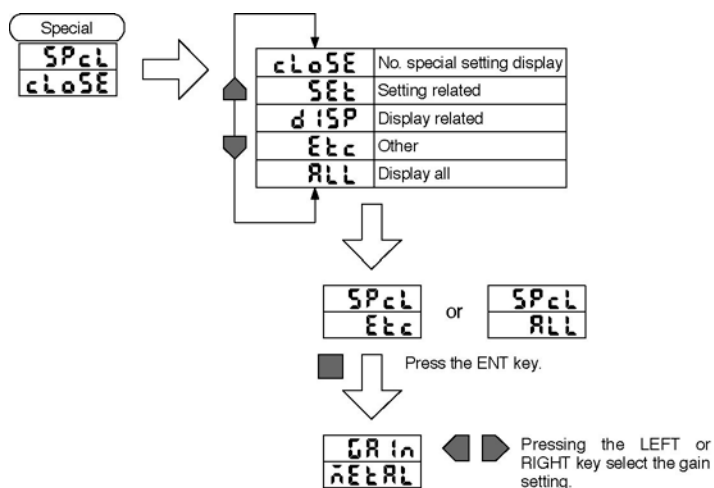 Special
SPcL
cLoSE
cLoSE No. special setting display
SEt Setting related
dISP Display related
Etc Other
ALL Display all
SPcL or SPcL
Etc ALL
Press the ENT key.
GAIn
mEtAL
Pressing the LEFT or
RIGHT key select the gain
setting.